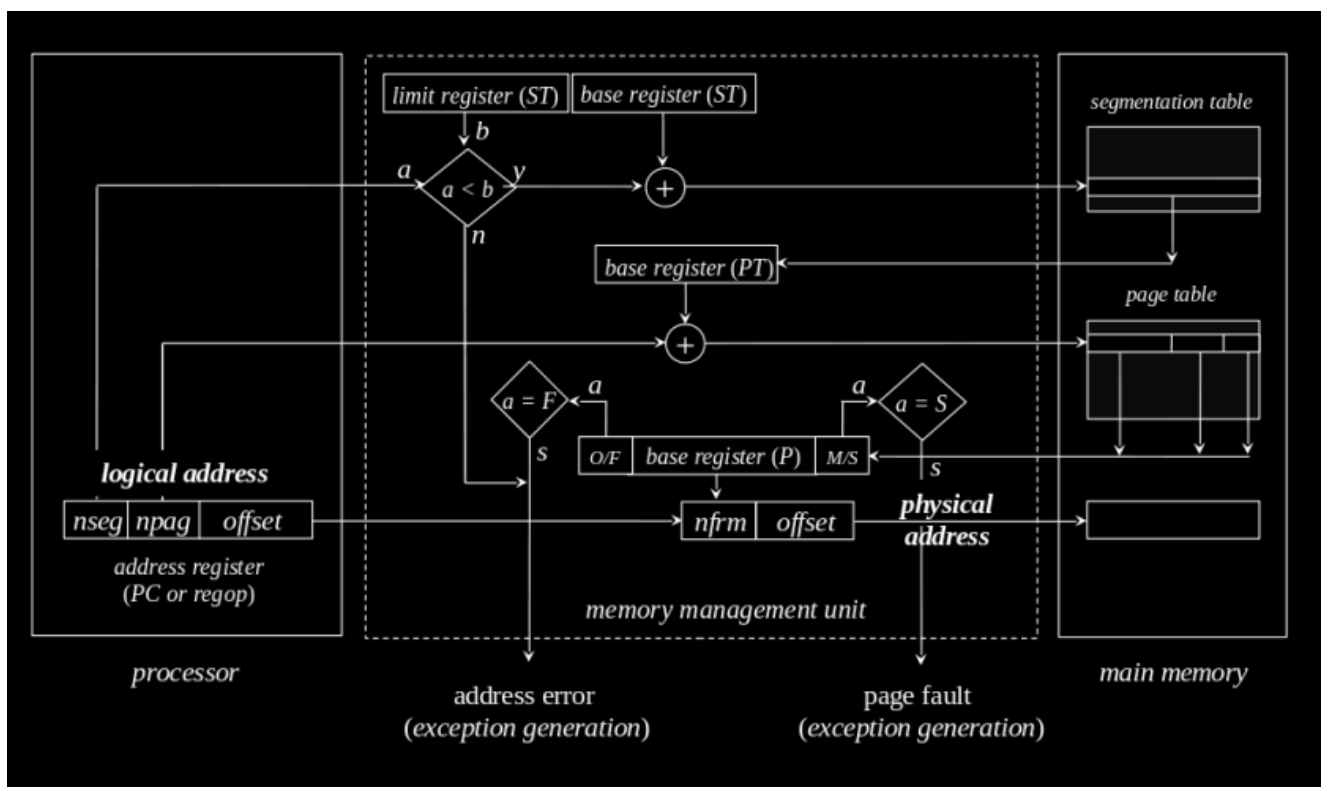 limit register (ST)
base register (ST)
segmentation table
b
a
a < b
y
+
n
base register (PT)
page table
+
a = F
a
a
a = S
s
O/F
base register (P)
M/S
s
logical address
physical
address
nseg
npag
offset
nfrm
offset
address register
(PC or regop)
memory management unit
processor
main memory
address error
(exception generation)
page fault
(exception generation)